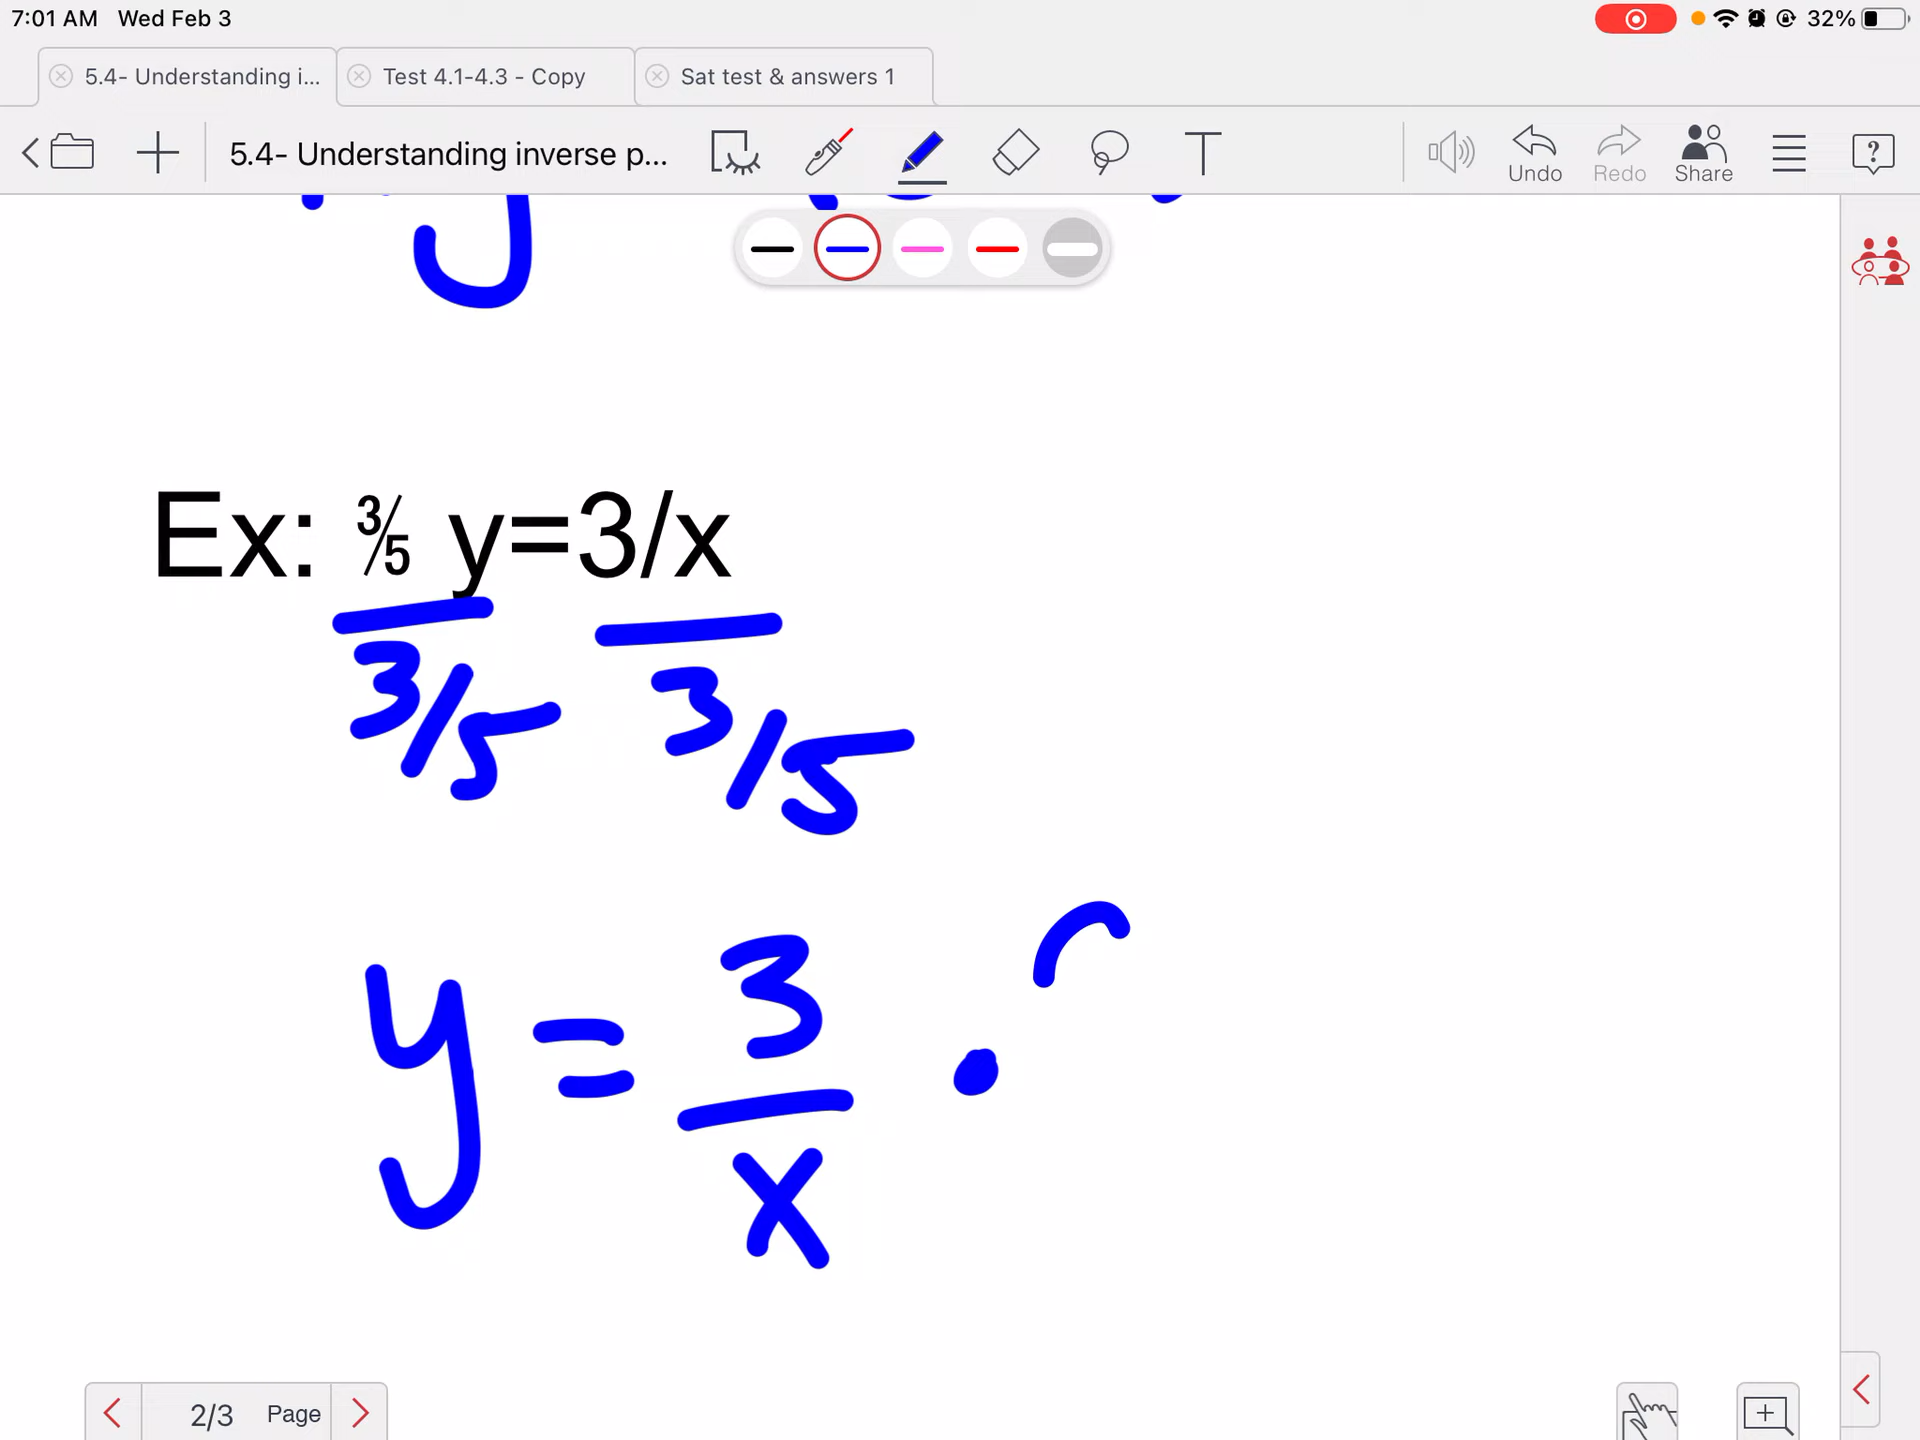 7:01 AM Wed Feb 3
32%
5.4- Understanding i...
Test 4.1-4.3 - Copy
Sat test & answers 1
5.4- Understanding inverse p...
T
Undo
Redo
Share
?
Ex: ⅗ y=3/x
3/5 3/5
y = 3/x ·
2/3 Page